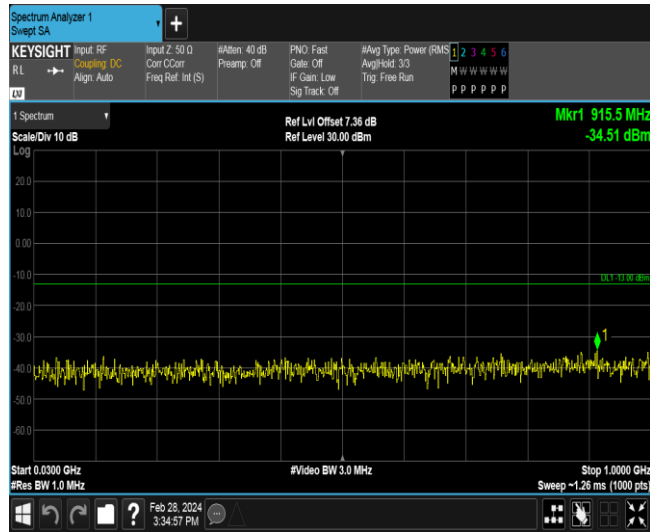 Spectrum Analyzer 1
Swept SA
+
KEYSIGHT
RL
LXI
Input: RF
Coupling: DC
Align: Auto
Input Z: 50 Ω
Corr CCorr
Freq Ref: Int (S)
#Atten: 40 dB
Preamp: Off
PNO: Fast
Gate: Off
IF Gain: Low
Sig Track: Off
#Avg Type: Power (RMS
Avg|Hold: 3/3
Trig: Free Run
1 2 3 4 5 6
M W W W W W
P P P P P P
1 Spectrum
Scale/Div 10 dB
Log
Ref Lvl Offset 7.36 dB
Ref Level 30.00 dBm
Mkr1 915.5 MHz
-34.51 dBm
20.0
10.0
0.00
-10.0
DL1 -13.00 dBm
-20.0
-30.0
1
-40.0
-50.0
-60.0
Start 0.0300 GHz
#Res BW 1.0 MHz
#Video BW 3.0 MHz
Stop 1.0000 GHz
Sweep ~1.26 ms (1000 pts)
?
Feb 28, 2024
3:34:57 PM